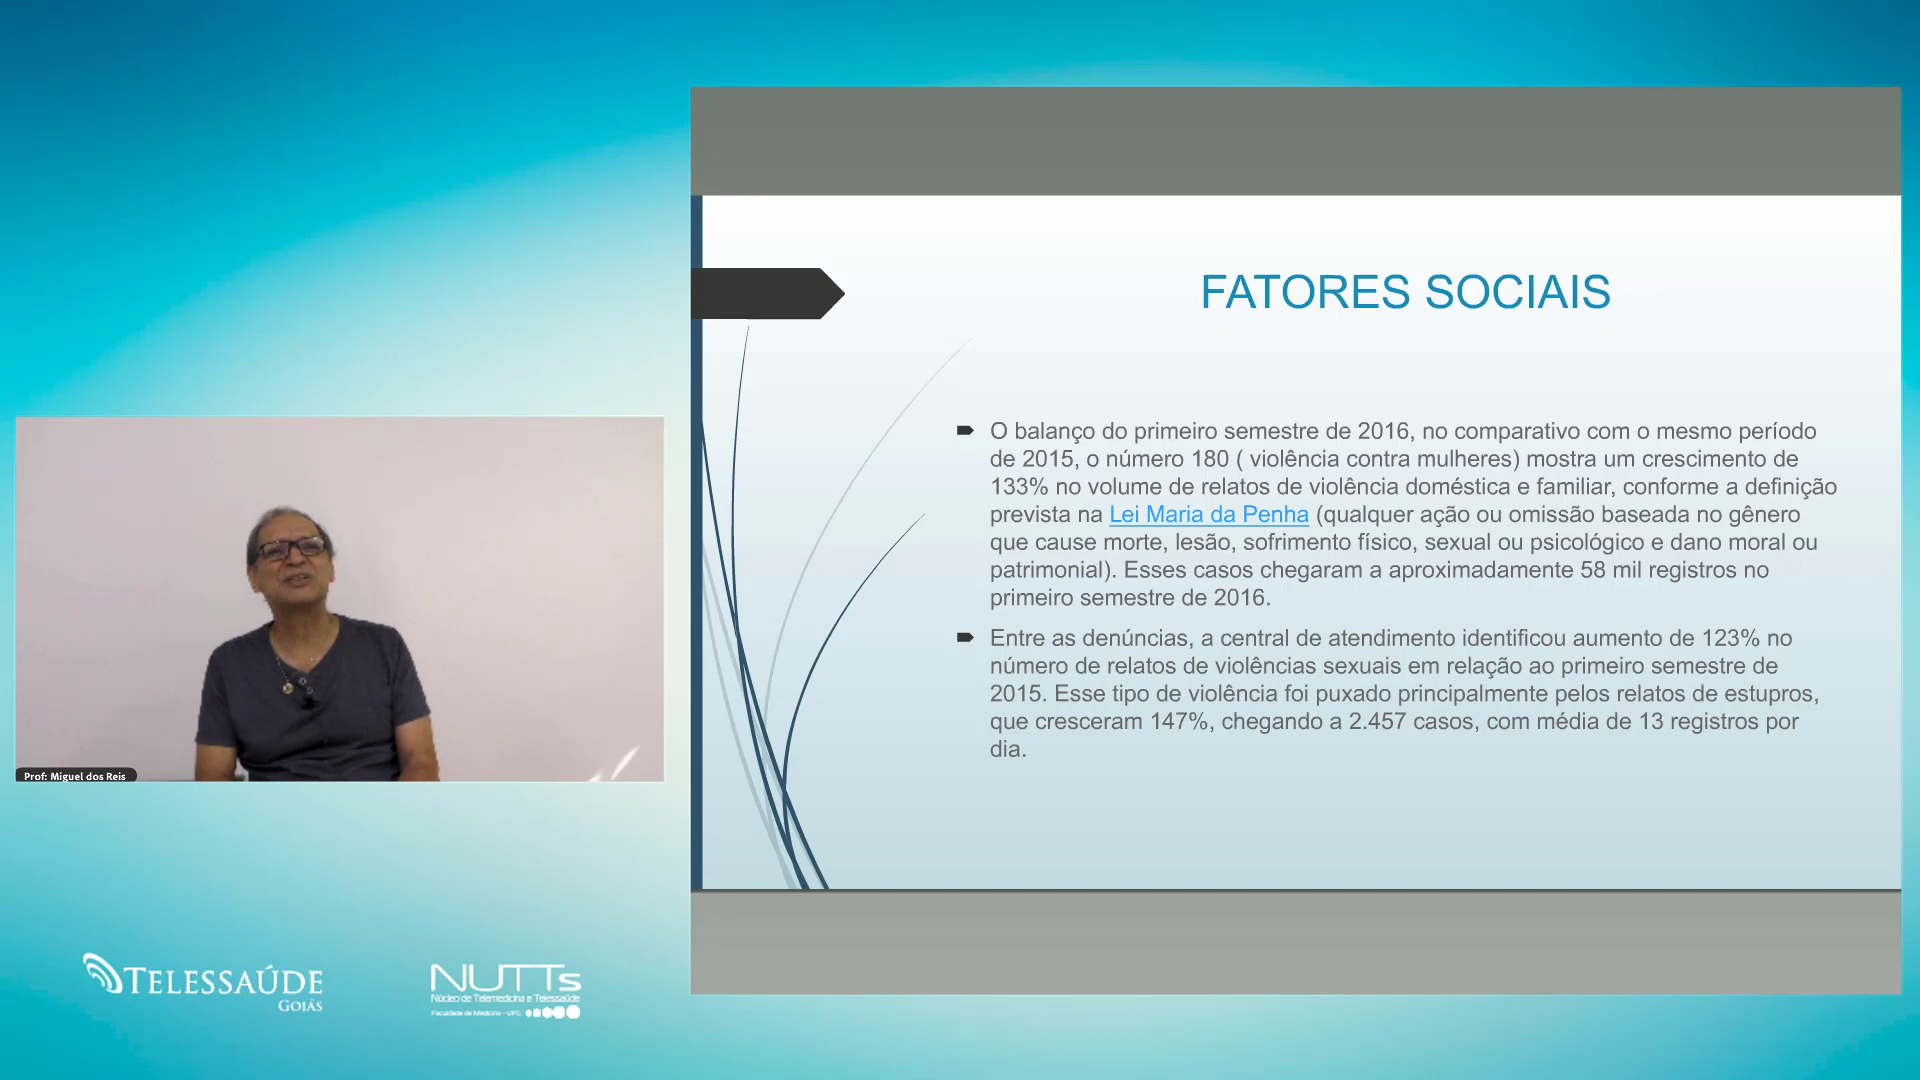 FATORES SOCIAIS
O balanço do primeiro semestre de 2016, no comparativo com o mesmo período
de 2015, o número 180 ( violência contra mulheres) mostra um crescimento de
133% no volume de relatos de violência doméstica e familiar, conforme a definição
prevista na Lei Maria da Penha (qualquer ação ou omissão baseada no gênero
que cause morte, lesão, sofrimento físico, sexual ou psicológico e dano moral ou
patrimonial). Esses casos chegaram a aproximadamente 58 mil registros no
primeiro semestre de 2016.
Entre as denúncias, a central de atendimento identificou aumento de 123% no
número de relatos de violências sexuais em relação ao primeiro semestre de
2015. Esse tipo de violência foi puxado principalmente pelos relatos de estupros,
que cresceram 147%, chegando a 2.457 casos, com média de 13 registros por
dia.
Prof: Miguel dos Reis
TELESSAÚDE
GOIÁS
NUTTs
Núcleo de Telemedicina e Telessaúde
Faculdade de Medicina - UFG